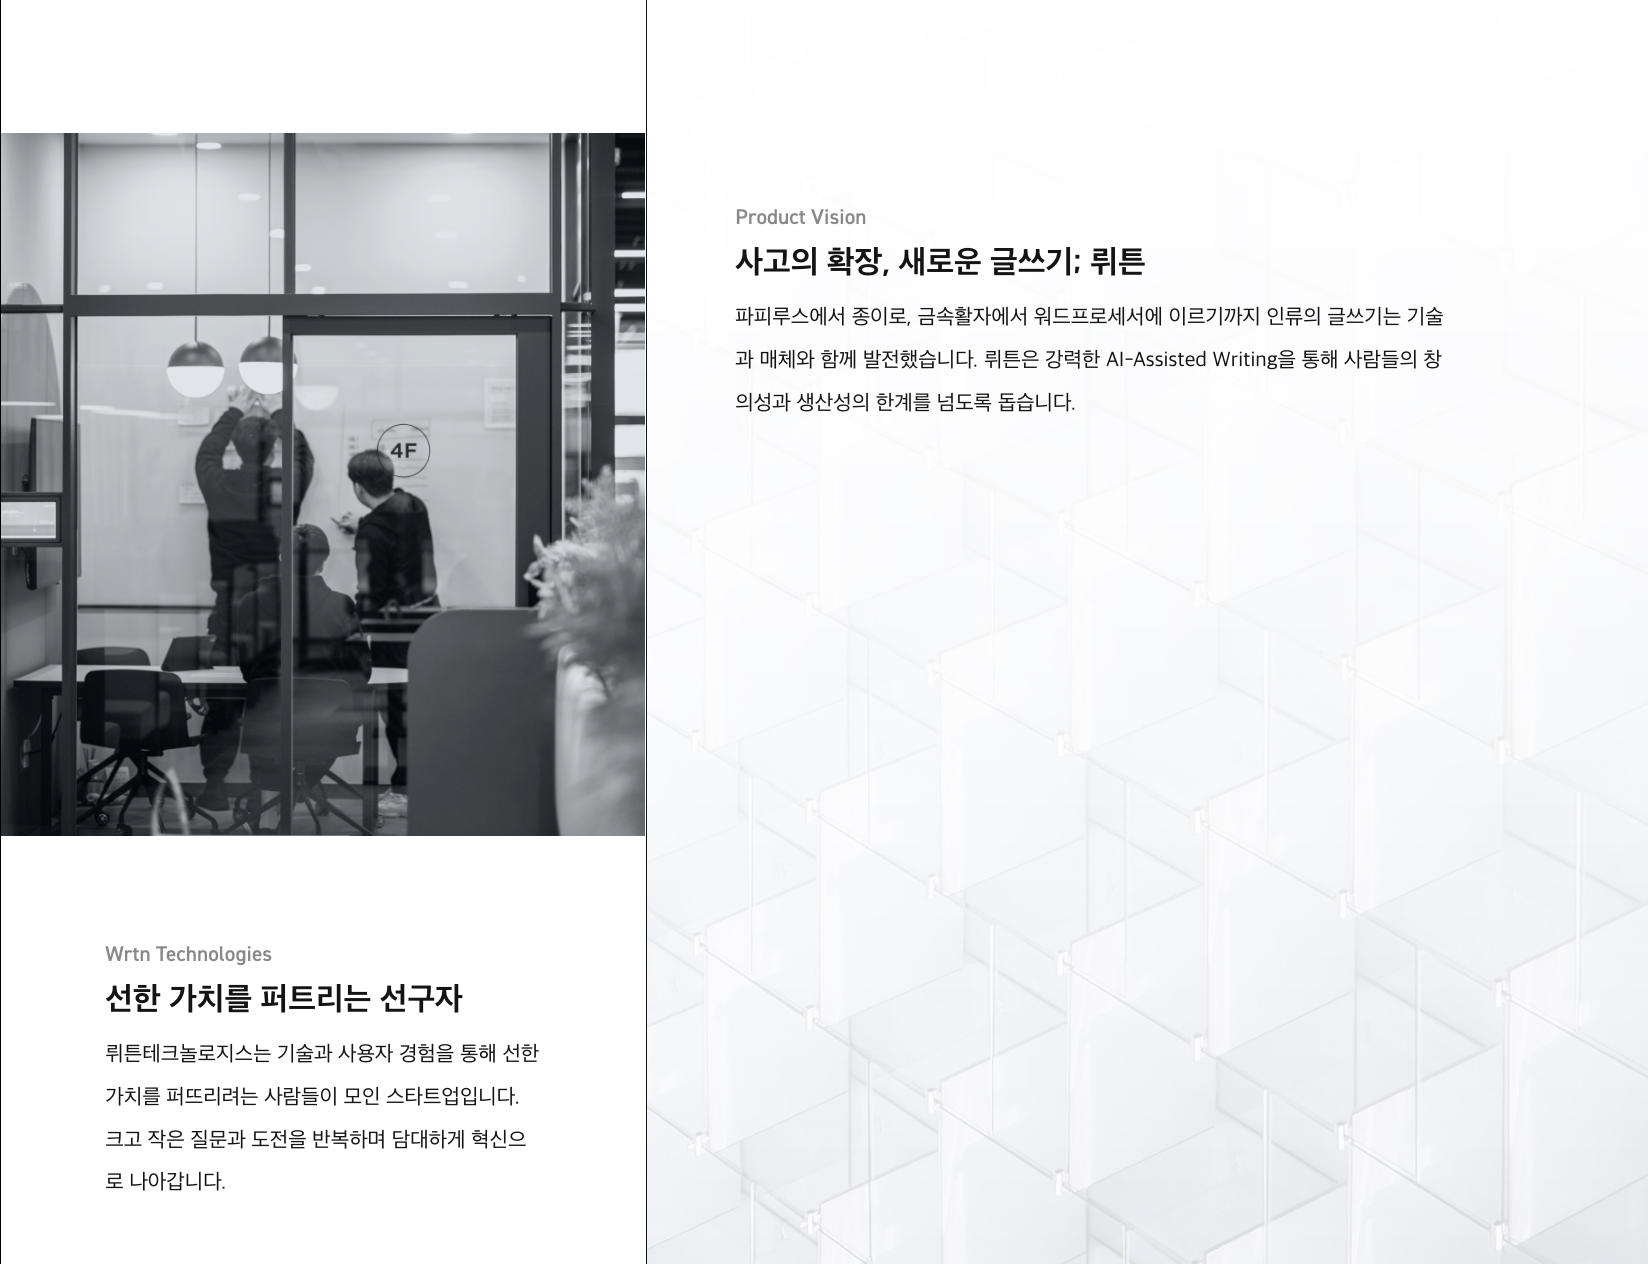 4F
Wrtn Technologies
선한 가치를 퍼트리는 선구자
뤼튼테크놀로지스는 기술과 사용자 경험을 통해 선한
가치를 퍼뜨리려는 사람들이 모인 스타트업입니다.
크고 작은 질문과 도전을 반복하며 담대하게 혁신으
로 나아갑니다.
Product Vision
사고의 확장, 새로운 글쓰기; 뤼튼
파피루스에서 종이로, 금속활자에서 워드프로세서에 이르기까지 인류의 글쓰기는 기술
과 매체와 함께 발전했습니다. 뤼튼은 강력한 AI-Assisted Writing을 통해 사람들의 창
의성과 생산성의 한계를 넘도록 돕습니다.